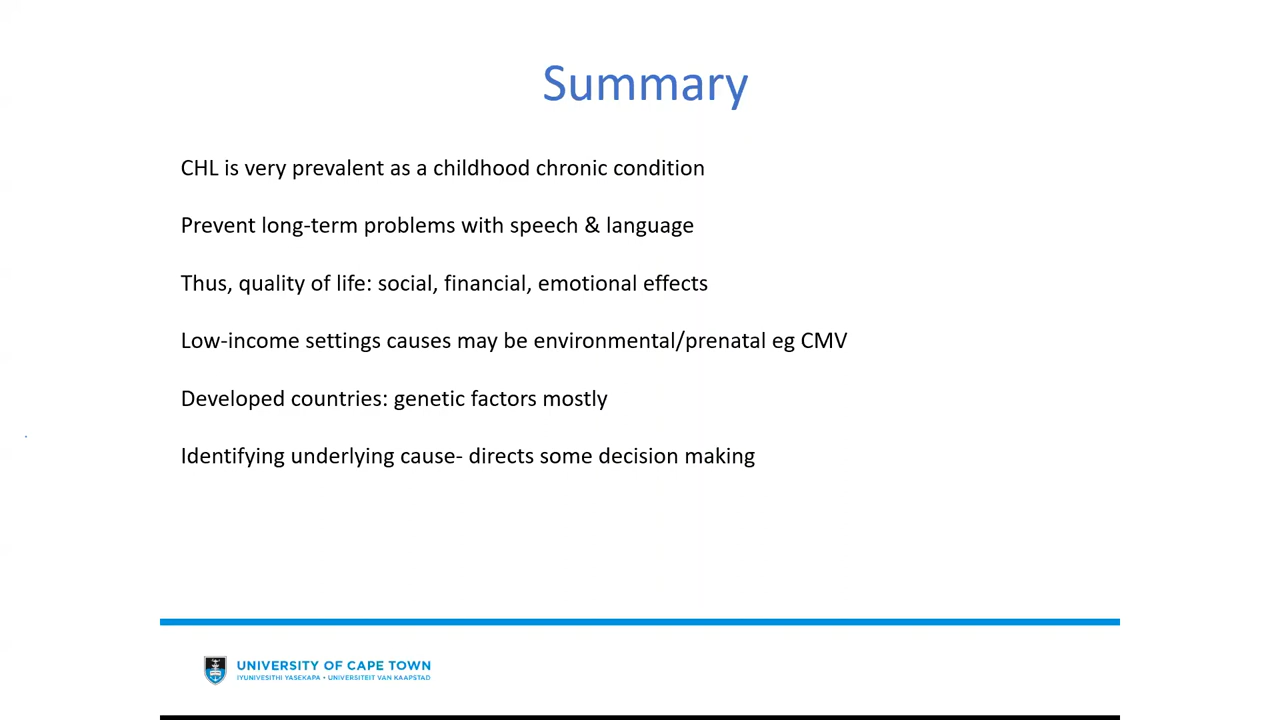 Summary
CHL is very prevalent as a childhood chronic condition
Prevent long-term problems with speech & language
Thus, quality of life: social, financial, emotional effects
Low-income settings causes may be environmental/prenatal eg CMV
Developed countries: genetic factors mostly
Identifying underlying cause- directs some decision making
UNIVERSITY OF CAPE TOWN
IYUNIVESITHI YASEKAPA • UNIVERSITEIT VAN KAAPSTAD